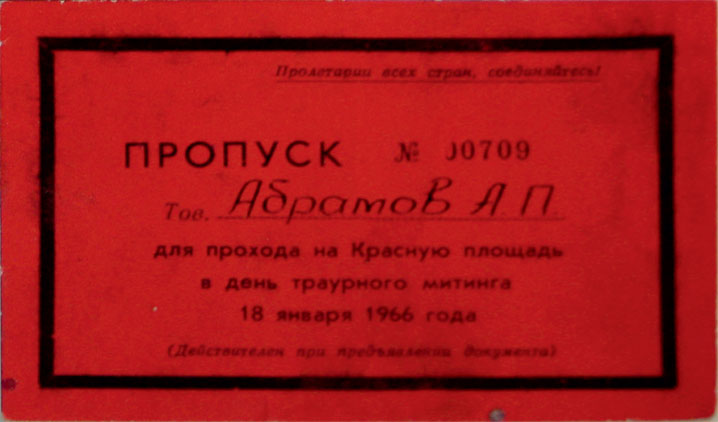 Пролетарии всех стран, соединяйтесь!
ПРОПУСК № 00709
Тов. Абрамов А.П.
для прохода на Красную площадь
в день траурного митинга
18 января 1966 года
(Действителен при предъявлении документа)